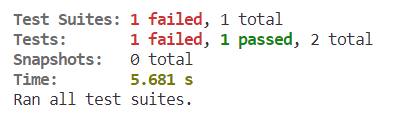 Test Suites: 1 failed, 1 total
Tests:       1 failed, 1 passed, 2 total
Snapshots:   0 total
Time:        5.681 s
Ran all test suites.